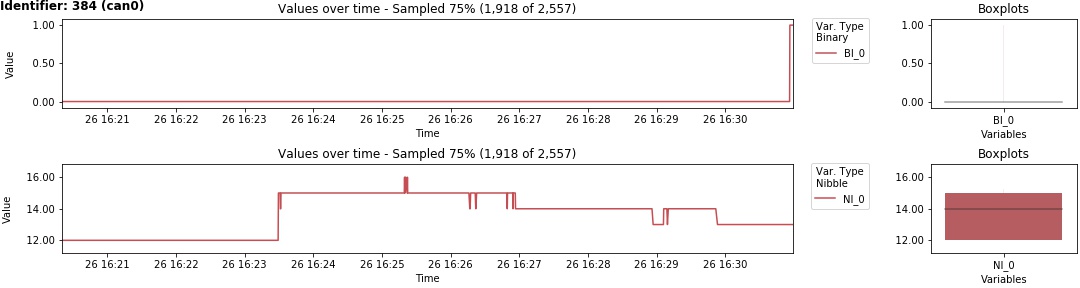 Identifier: 384 (can0)
Values over time - Sampled 75% (1,918 of 2,557)
Value
1.00
0.50
0.00
26 16:21 26 16:22 26 16:23 26 16:24 26 16:25 26 16:26 26 16:27 26 16:28 26 16:29 26 16:30
Time
Var. Type
Binary
BI_0
Boxplots
1.00
0.50
0.00
BI_0
Variables
Values over time - Sampled 75% (1,918 of 2,557)
Value
16.00
14.00
12.00
26 16:21 26 16:22 26 16:23 26 16:24 26 16:25 26 16:26 26 16:27 26 16:28 26 16:29 26 16:30
Time
Var. Type
Nibble
NI_0
Boxplots
16.00
14.00
12.00
NI_0
Variables